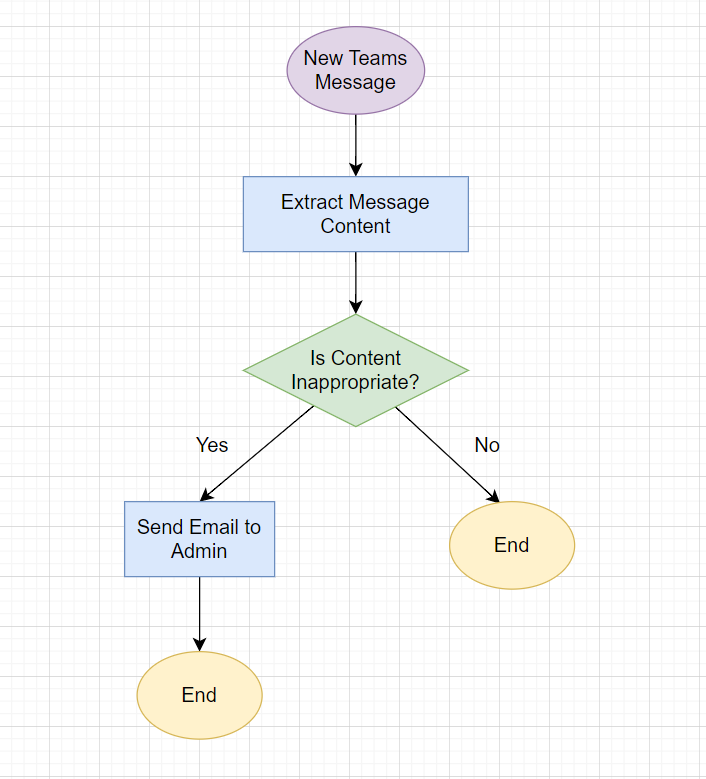 New Teams
Message
Extract Message
Content
Is Content
Inappropriate?
Yes
No
Send Email to
Admin
End
End